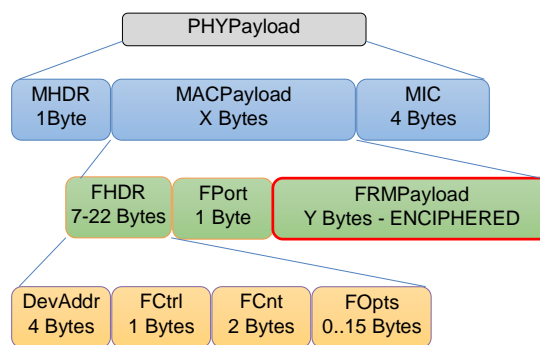 PHYPayload
MHDR
1Byte
MACPayload
X Bytes
MIC
4 Bytes
FHDR
7-22 Bytes
FPort
1 Byte
FRMPayload
Y Bytes - ENCIPHERED
DevAddr
4 Bytes
FCtrl
1 Bytes
FCnt
2 Bytes
FOpts
0..15 Bytes